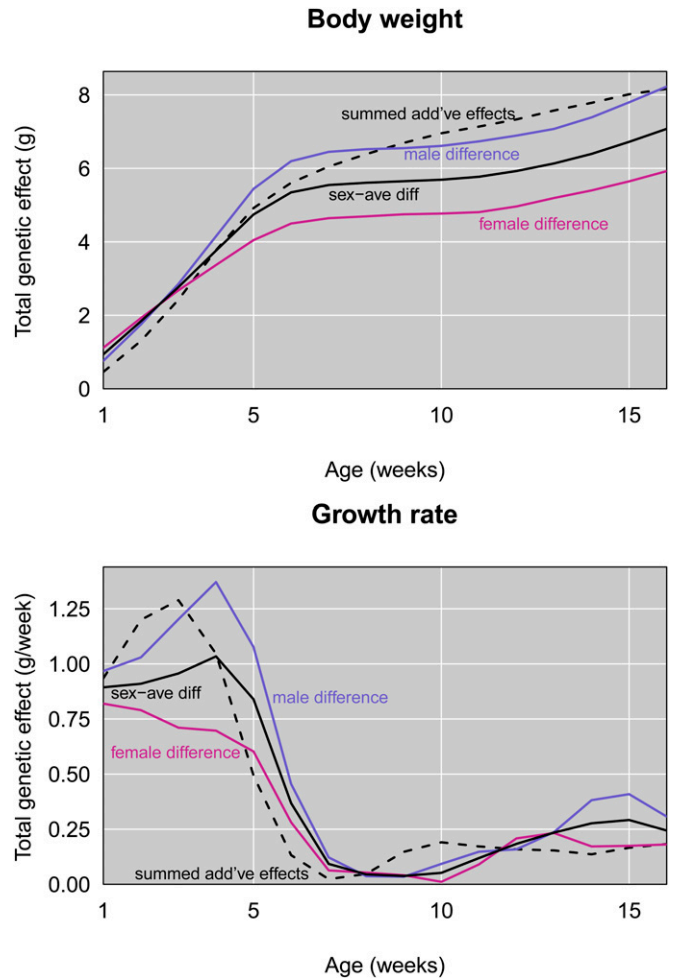 Body weight
Total genetic effect (g)
8
6
4
2
0
summed add've effects
male difference
sex−ave diff
female difference
1
5
10
15
Age (weeks)
Growth rate
Total genetic effect (g/week)
1.25
1.00
0.75
0.50
0.25
0.00
sex−ave diff
male difference
female difference
summed add've effects
1
5
10
15
Age (weeks)